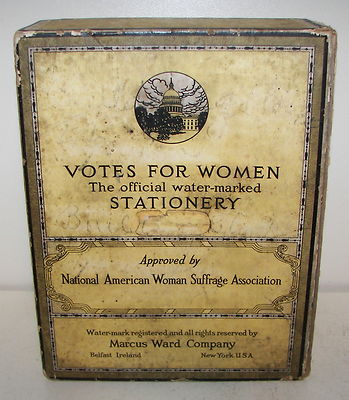 VOTES FOR WOMEN
The official water-marked
STATIONERY
Approved by
National American Woman Suffrage Association
Water-mark registered and all rights reserved by
Marcus Ward Company
Belfast Ireland New York U.S.A.